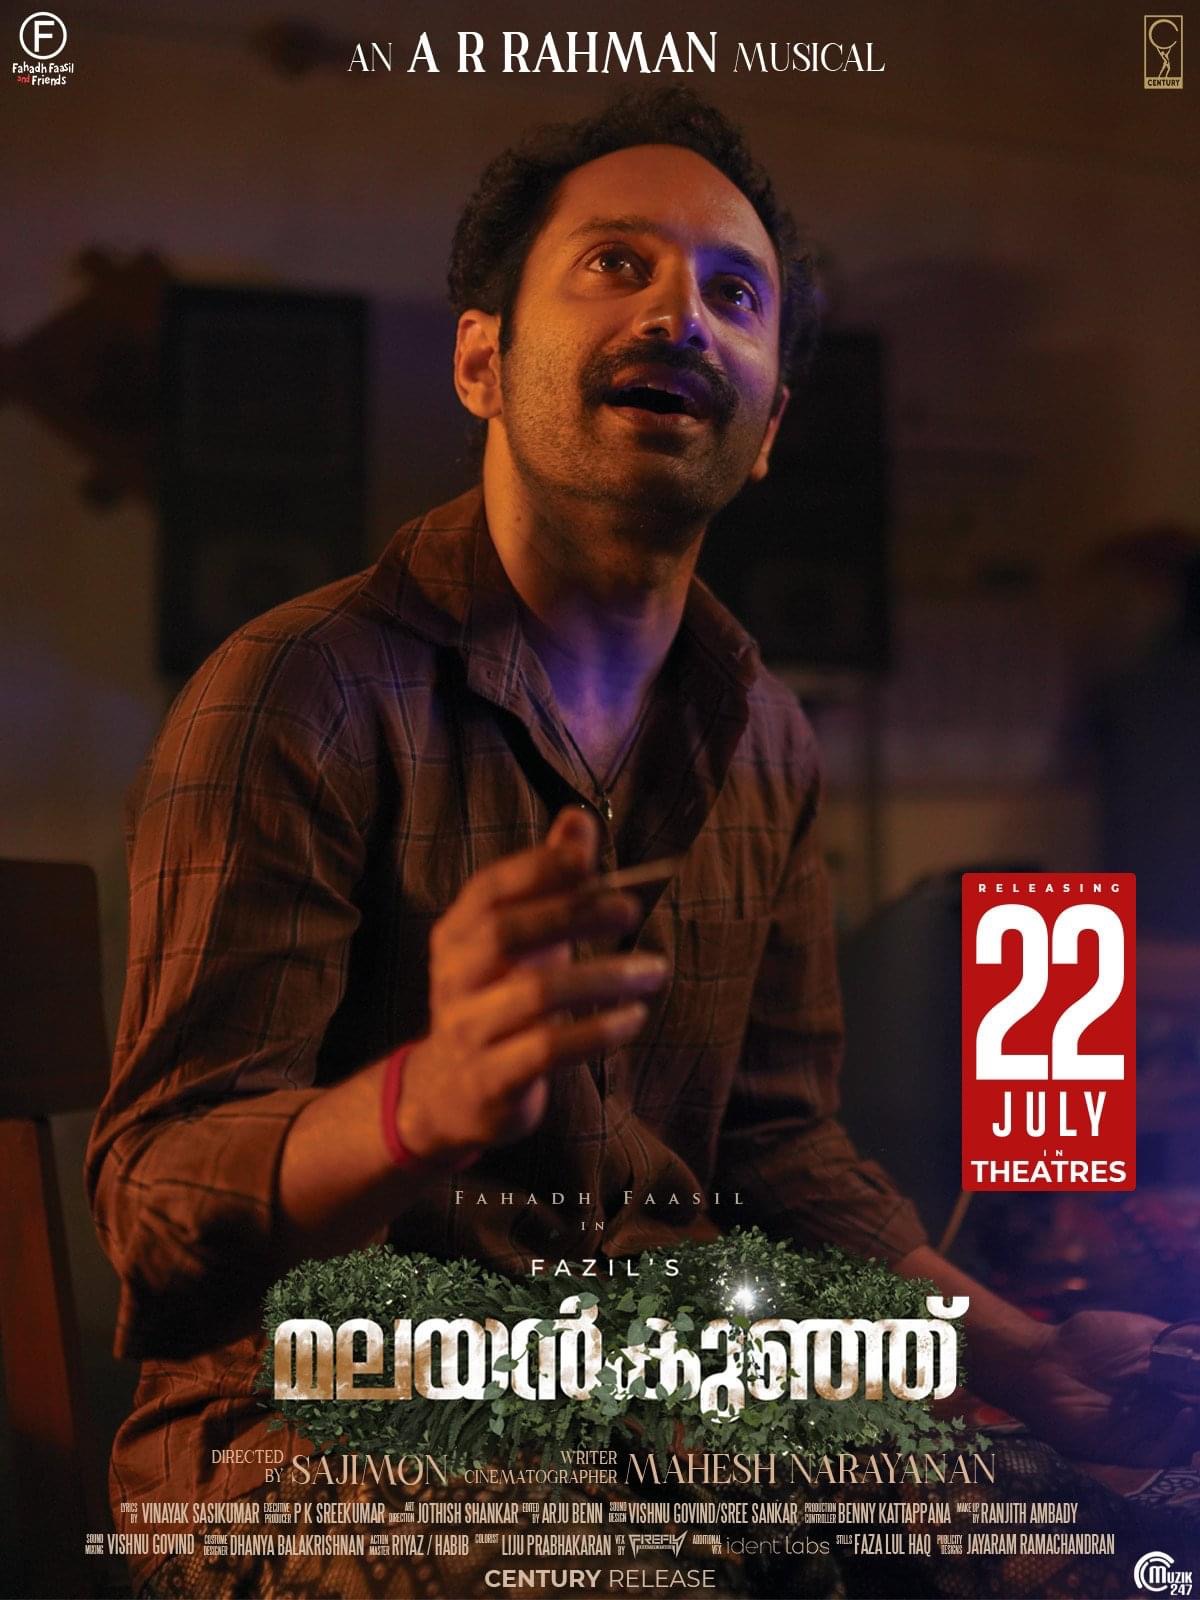 Fahadh Faasil
and Friends
AN A R RAHMAN MUSICAL
CENTURY
RELEASING
22
JULY
IN
THEATRES
FAHADH FAASIL
IN
FAZIL'S
മലയൻകുഞ്ഞ്
DIRECTED BY SAJIMON WRITER CINEMATOGRAPHER MAHESH NARAYANAN
LYRICS BY VINAYAK SASIKUMAR EXECUTIVE PRODUCER P K SREEKUMAR ART DIRECTION JOTHISH SHANKAR EDITED BY ARJU BENN SOUND DESIGN VISHNU GOVIND/SREE SANKAR PRODUCTION CONTROLLER BENNY KATTAPPANA MAKE UP BY RANJITH AMBADY
SOUND MIXING VISHNU GOVIND COSTUME DESIGNER DHANYA BALAKRISHNAN ACTION MASTER RIYAZ / HABIB COLORIST LIJU PRABHAKARAN VFX BY FIREFLY ADDITIONAL VFX ident labs STILLS FAZA LUL HAQ PUBLICITY DESIGNS JAYARAM RAMACHANDRAN
CENTURY RELEASE
MUZIK
247